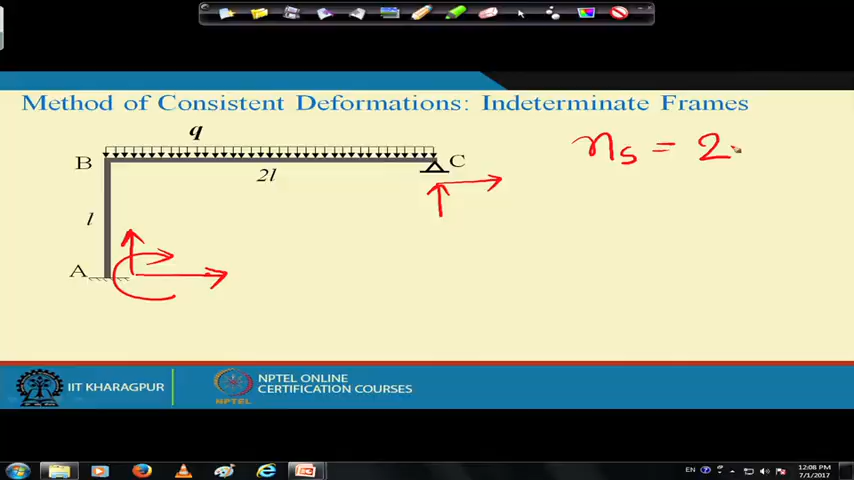 Method of Consistent Deformations: Indeterminate Frames
q
n_s = 2
B
C
2l
l
A
IIT KHARAGPUR
NPTEL
NPTEL ONLINE
CERTIFICATION COURSES
EN
12:08 PM
7/1/2017